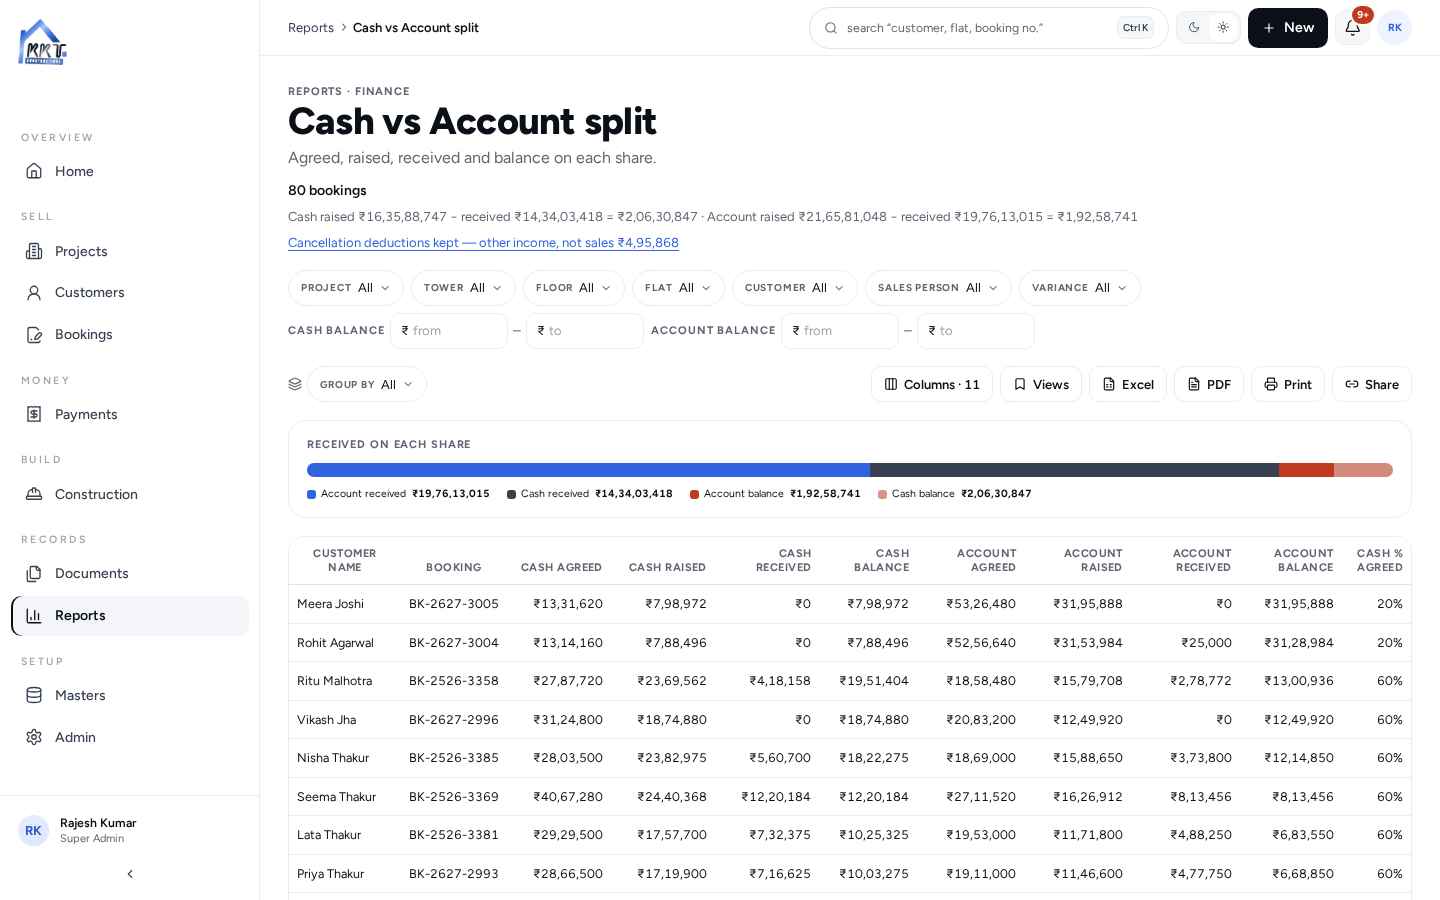 RKT
CONSTRUCTIONS
Reports > Cash vs Account split
search “customer, flat, booking no.”
Ctrl K
+ New
9+
RK
OVERVIEW
Home
SELL
Projects
Customers
Bookings
MONEY
Payments
BUILD
Construction
RECORDS
Documents
Reports
SETUP
Masters
Admin
RK
Rajesh Kumar
Super Admin
REPORTS · FINANCE
Cash vs Account split
Agreed, raised, received and balance on each share.
80 bookings
Cash raised ₹16,35,88,747 − received ₹14,34,03,418 = ₹2,06,30,847 · Account raised ₹21,65,81,048 − received ₹19,76,13,015 = ₹1,92,58,741
Cancellation deductions kept — other income, not sales ₹4,95,868
PROJECT All TOWER All FLOOR All FLAT All CUSTOMER All SALES PERSON All VARIANCE All
CASH BALANCE ₹ from – ₹ to ACCOUNT BALANCE ₹ from – ₹ to
GROUP BY All Columns · 11 Views Excel PDF Print Share
RECEIVED ON EACH SHARE
Account received ₹19,76,13,015 Cash received ₹14,34,03,418 Account balance ₹1,92,58,741 Cash balance ₹2,06,30,847
CUSTOMER NAME BOOKING CASH AGREED CASH RAISED CASH RECEIVED CASH BALANCE ACCOUNT AGREED ACCOUNT RAISED ACCOUNT RECEIVED ACCOUNT BALANCE CASH % AGREED
Meera Joshi BK-2627-3005 ₹13,31,620 ₹7,98,972 ₹0 ₹7,98,972 ₹53,26,480 ₹31,95,888 ₹0 ₹31,95,888 20%
Rohit Agarwal BK-2627-3004 ₹13,14,160 ₹7,88,496 ₹0 ₹7,88,496 ₹52,56,640 ₹31,53,984 ₹25,000 ₹31,28,984 20%
Ritu Malhotra BK-2526-3358 ₹27,87,720 ₹23,69,562 ₹4,18,158 ₹19,51,404 ₹18,58,480 ₹15,79,708 ₹2,78,772 ₹13,00,936 60%
Vikash Jha BK-2627-2996 ₹31,24,800 ₹18,74,880 ₹0 ₹18,74,880 ₹20,83,200 ₹12,49,920 ₹0 ₹12,49,920 60%
Nisha Thakur BK-2526-3385 ₹28,03,500 ₹23,82,975 ₹5,60,700 ₹18,22,275 ₹18,69,000 ₹15,88,650 ₹3,73,800 ₹12,14,850 60%
Seema Thakur BK-2526-3369 ₹40,67,280 ₹24,40,368 ₹12,20,184 ₹12,20,184 ₹27,11,520 ₹16,26,912 ₹8,13,456 ₹8,13,456 60%
Lata Thakur BK-2526-3381 ₹29,29,500 ₹17,57,700 ₹7,32,375 ₹10,25,325 ₹19,53,000 ₹11,71,800 ₹4,88,250 ₹6,83,550 60%
Priya Thakur BK-2627-2993 ₹28,66,500 ₹17,19,900 ₹7,16,625 ₹10,03,275 ₹19,11,000 ₹11,46,600 ₹4,77,750 ₹6,68,850 60%